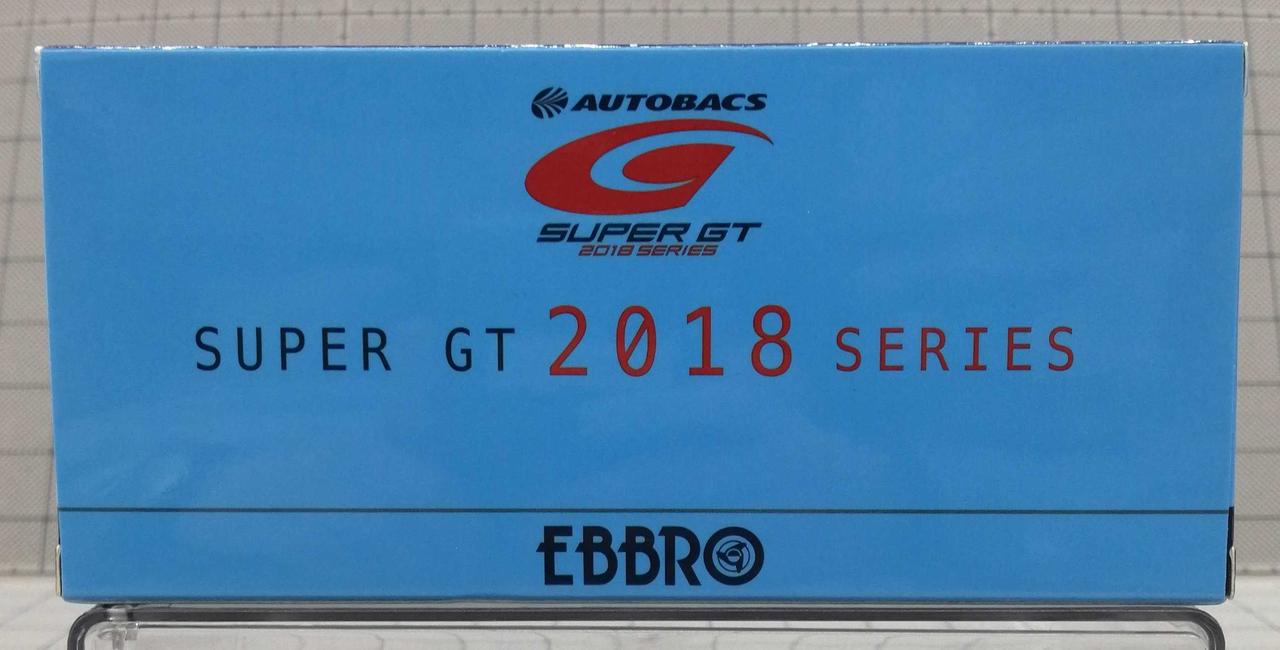 AUTOBACS
SUPER GT
2018 SERIES
SUPER GT 2018 SERIES
EBBRO